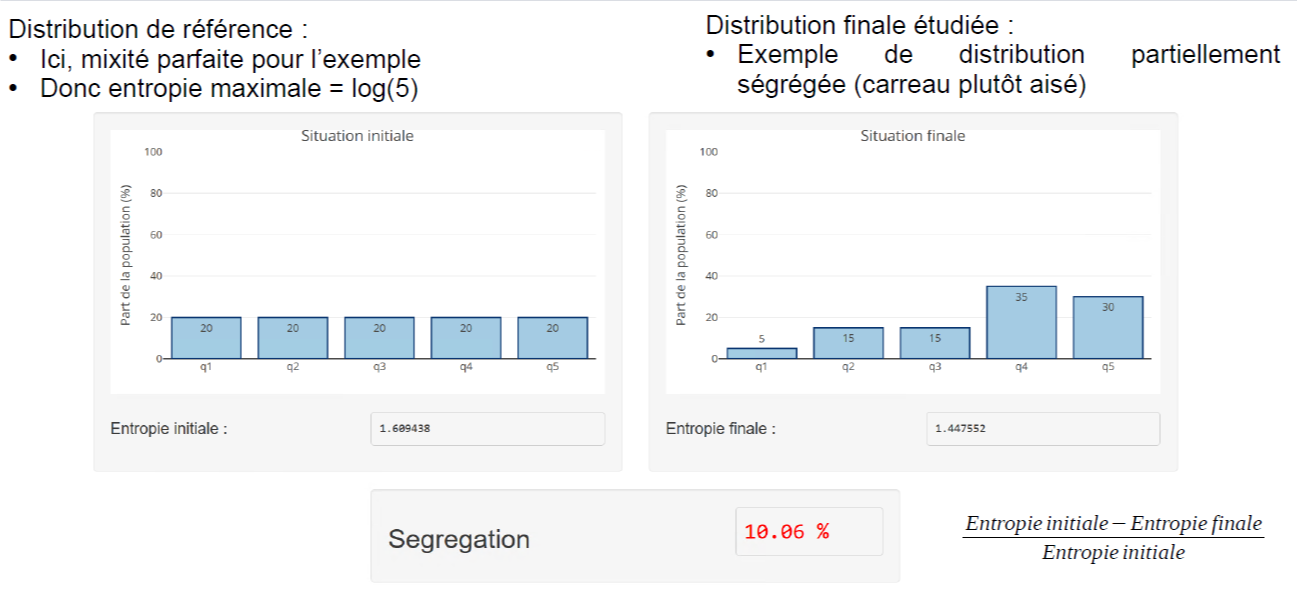 Distribution de référence :
• Ici, mixité parfaite pour l'exemple
• Donc entropie maximale = log(5)
Distribution finale étudiée :
• Exemple de distribution partiellement
ségrégée (carreau plutôt aisé)
Situation initiale
Part de la population (%)
100
80
60
40
20
0
20 20 20 20 20
q1 q2 q3 q4 q5
Entropie initiale : 1.609438
Situation finale
Part de la population (%)
100
80
60
40
20
0
5 15 15 35 30
q1 q2 q3 q4 q5
Entropie finale : 1.447552
Segregation 10.06 %
Entropie initiale − Entropie finale
Entropie initiale